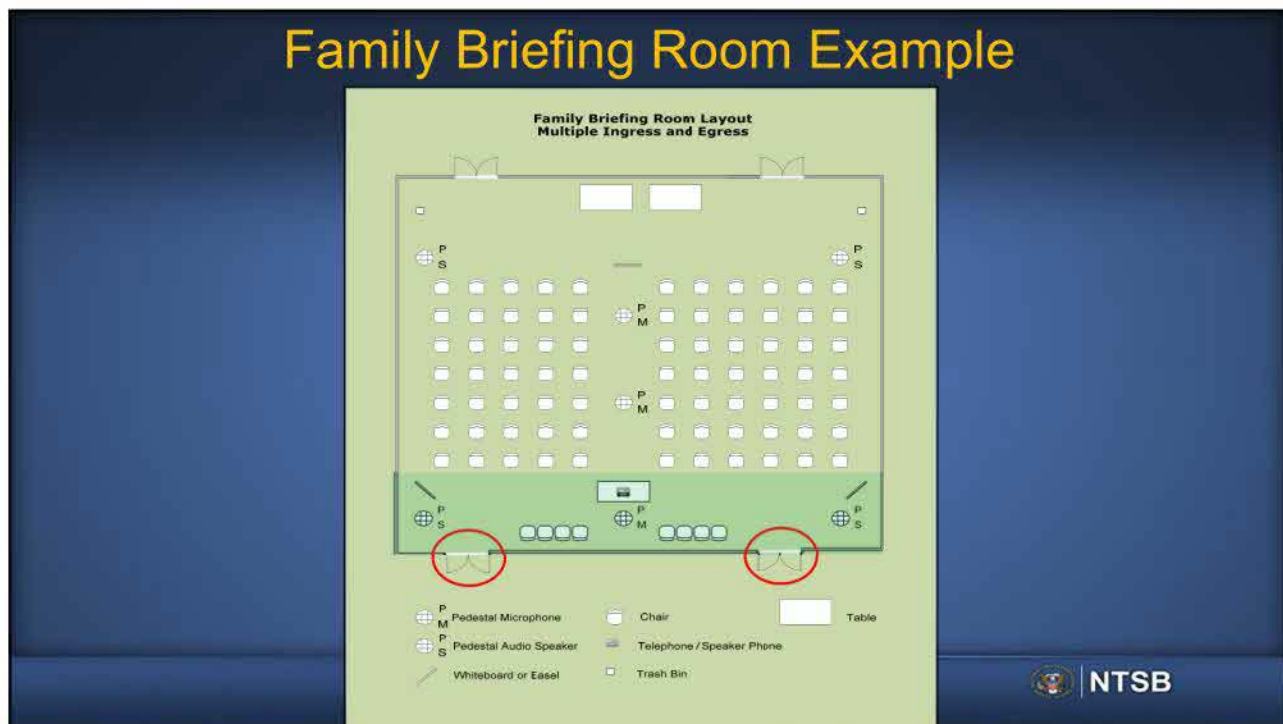 Family Briefing Room Example
Family Briefing Room Layout
Multiple Ingress and Egress
P
S
P
S
P
M
P
M
P
S
P
M
P
S
P
M
Pedestal Microphone
Chair
Table
P
S
Pedestal Audio Speaker
Telephone / Speaker Phone
Whiteboard or Easel
Trash Bin
NTSB